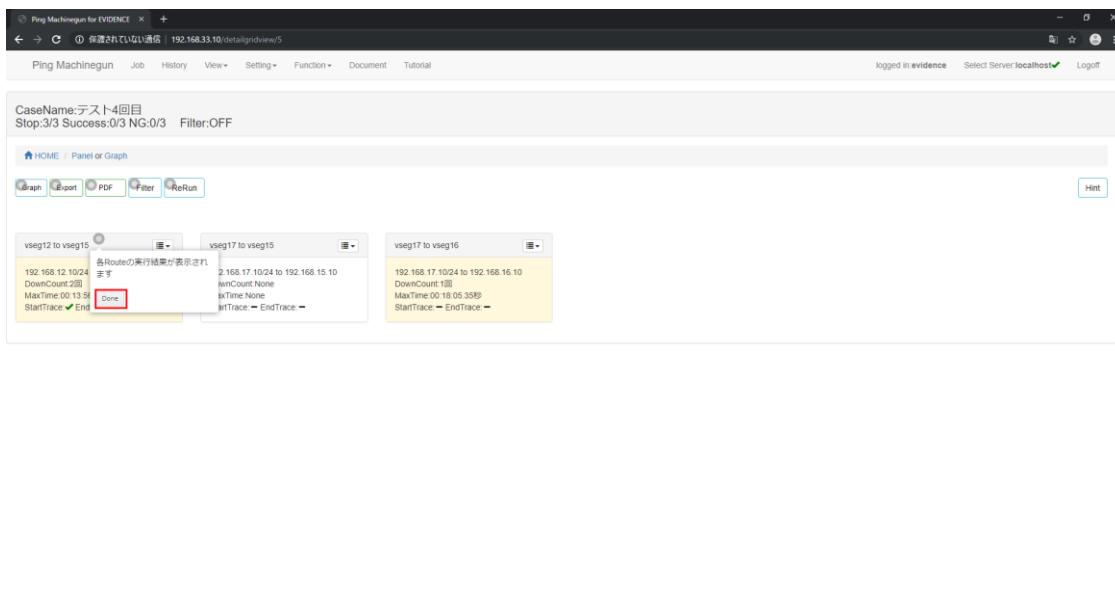 Ping Machinegun for EVIDENCE
保護されていない通信 | 192.168.33.10/detailgridview/5
Ping Machinegun Job History View Setting Function Document Tutorial logged in:evidence Select Server:localhost Logoff
CaseName:テスト4回目
Stop:3/3 Success:0/3 NG:0/3 Filter:OFF
HOME / Panel or Graph
Graph Export PDF Filter ReRun Hint
vseg12 to vseg15
192.168.12.10/24
DownCount:2回
MaxTime:00:13:56
StartTrace: End
各Routeの実行結果が表示され
ます
Done
vseg17 to vseg15
2.168.17.10/24 to 192.168.15.10
wnCount:None
xTime:None
rtTrace: EndTrace:
vseg17 to vseg16
192.168.17.10/24 to 192.168.16.10
DownCount:1回
MaxTime:00:18:05.35秒
StartTrace: EndTrace: